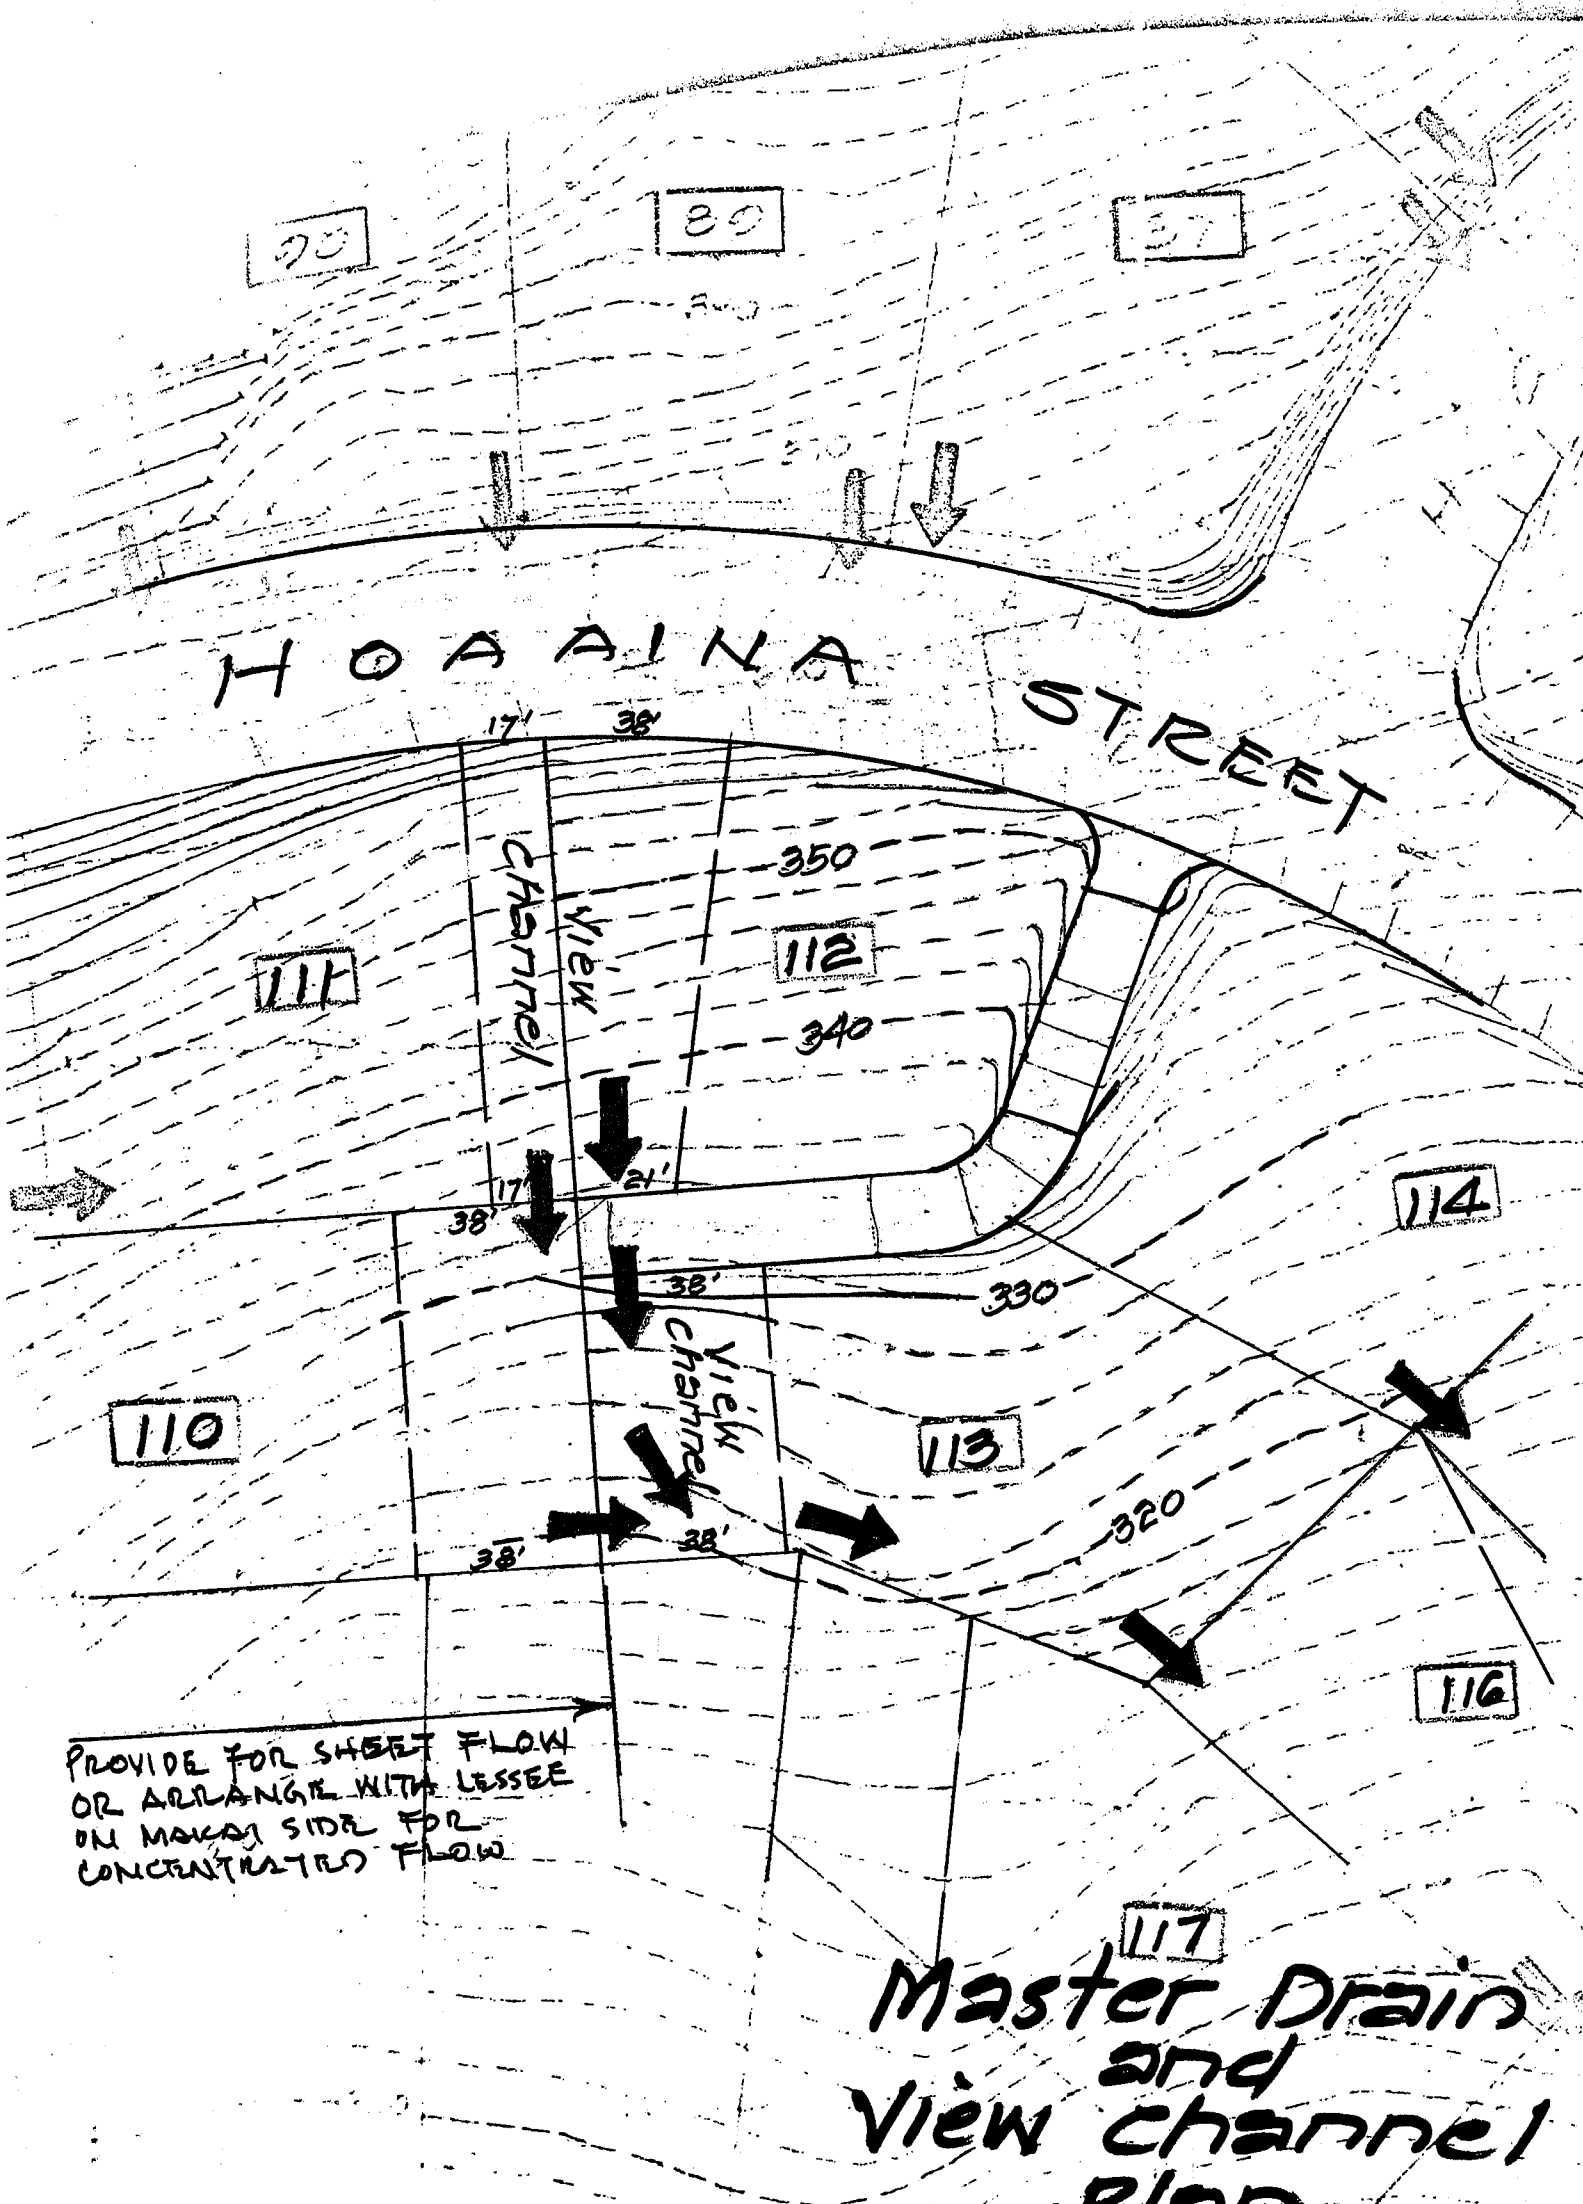 89
HOAAINA STREET
17'
38'
350
View
Channel
112
111
340
17'
21'
38'
114
38'
330
View
Channel
110
113
320
38'
38'
116
PROVIDE FOR SHEET FLOW
OR ARRANGE WITH LESSEE
ON MAKAI SIDE FOR
CONCENTRATED FLOW
117
Master Drain
and
View Channel
Plan